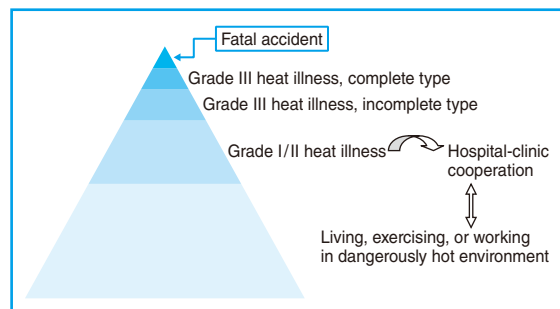 Fatal accident
Grade III heat illness, complete type
Grade III heat illness, incomplete type
Grade I/II heat illness
Hospital-clinic
cooperation
Living, exercising, or working
in dangerously hot environment